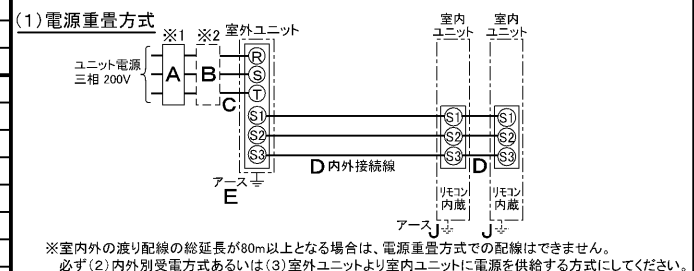 (1)電源重畳方式
※1 ※2 室外ユニット
室内
ユニット
室内
ユニット
ユニット電源
三相 200V
A
B
C
R
S
T
S1
S2
S3
S1
S2
S3
S1
S2
S3
D 内外接続線
D
アース
E
リモコン
内蔵
リモコン
内蔵
アース J
J
※室内外の渡り配線の総延長が80m以上となる場合は、電源重畳方式での配線はできません。
必ず(2)内外別受電方式あるいは(3)室外ユニットより室内ユニットに電源を供給する方式にしてください。